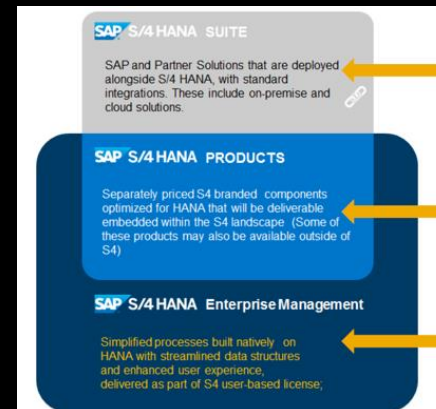 SAP S/4 HANA SUITE
SAP and Partner Solutions that are deployed
alongside S/4 HANA, with standard
integrations. These include on-premise and
cloud solutions.
SAP S/4 HANA PRODUCTS
Separately priced S4 branded components
optimized for HANA that will be deliverable
embedded within the S4 landscape (Some of
these products may also be available outside of
S4)
SAP S/4 HANA Enterprise Management
Simplified processes built natively on
HANA with streamlined data structures
and enhanced user experience,
delivered as part of S4 user-based license;